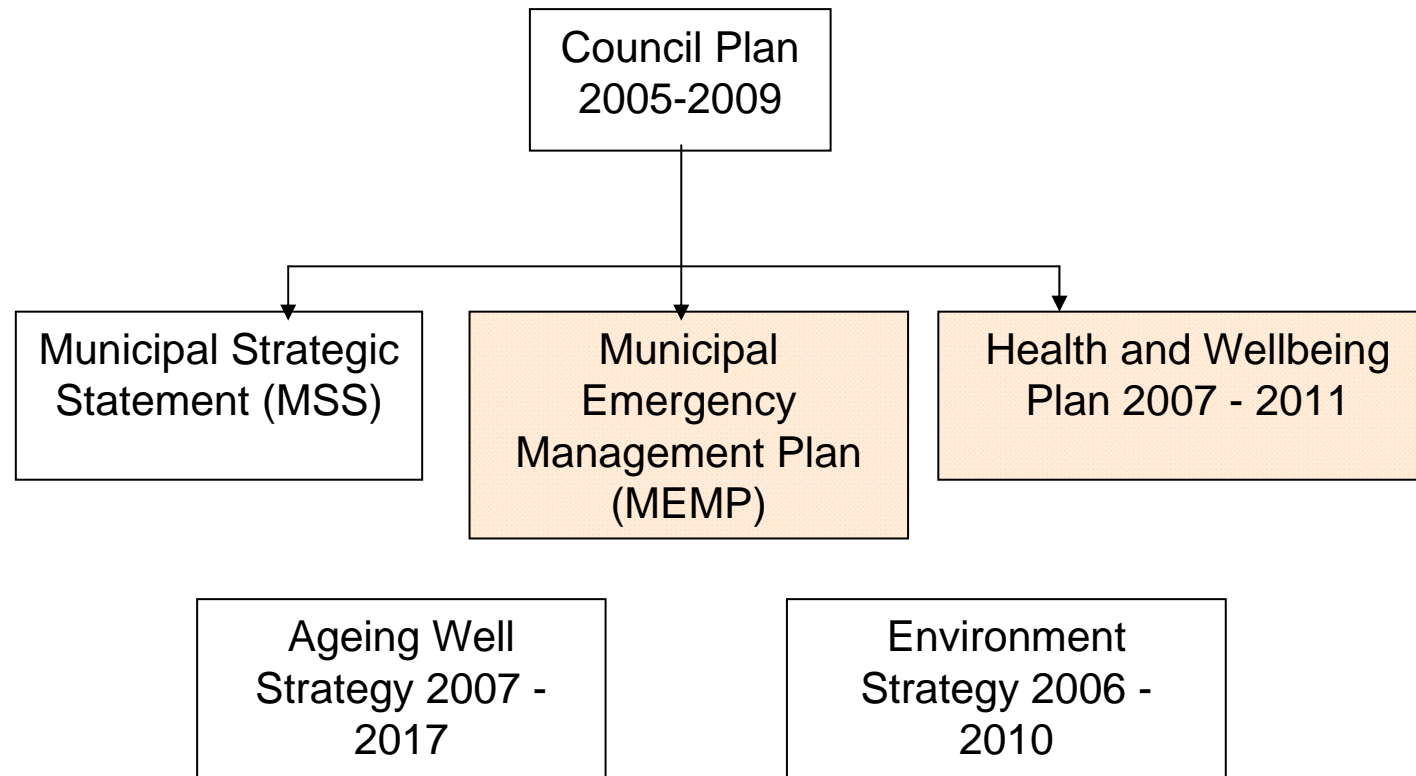 Council Plan
2005-2009
Municipal Strategic
Statement (MSS)
Municipal
Emergency
Management Plan
(MEMP)
Health and Wellbeing
Plan 2007 - 2011
Ageing Well
Strategy 2007 -
2017
Environment
Strategy 2006 -
2010